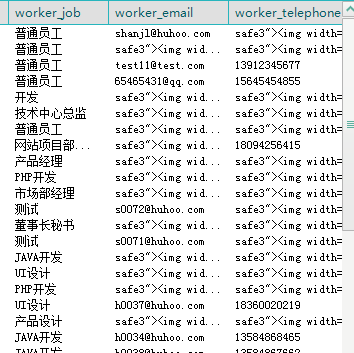 worker_job worker_email worker_telephone
普通员工 shanjl@huhoo.com safe3"><img width=
普通员工 safe3"><img wid... safe3"><img width=
普通员工 test11@test.com 13912345677
普通员工 65465431@qq.com 15645454855
开发 safe3"><img wid... safe3"><img width=
技术中心总监 safe3"><img wid... safe3"><img width=
普通员工 safe3"><img wid... safe3"><img width=
网站项目部... safe3"><img wid... 18094256415
产品经理 safe3"><img wid... safe3"><img width=
PHP开发 safe3"><img wid... safe3"><img width=
市场部经理 safe3"><img wid... safe3"><img width=
测试 s0072@huhoo.com safe3"><img width=
董事长秘书 safe3"><img wid... safe3"><img width=
测试 s0071@huhoo.com safe3"><img width=
JAVA开发 safe3"><img wid... safe3"><img width=
UI设计 safe3"><img wid... safe3"><img width=
PHP开发 safe3"><img wid... safe3"><img width=
UI设计 h0037@huhoo.com 18360020219
产品设计 safe3"><img wid... safe3"><img width=
JAVA开发 h0034@huhoo.com 13584868465